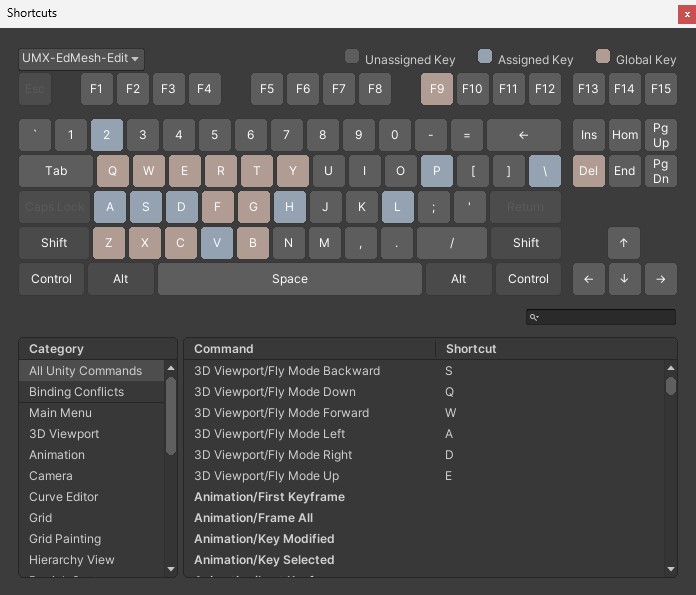 Shortcuts
x
UMX-EdMesh-Edit
Unassigned Key Assigned Key Global Key
Esc F1 F2 F3 F4 F5 F6 F7 F8 F9 F10 F11 F12 F13 F14 F15
` 1 2 3 4 5 6 7 8 9 0 - = ← Ins Hom Pg Up
Tab Q W E R T Y U I O P [ ] \ Del End Pg Dn
Caps Lock A S D F G H J K L ; ' Return
Shift Z X C V B N M , . / Shift ↑
Control Alt Space Alt Control ← ↓ →
Category
All Unity Commands
Binding Conflicts
Main Menu
3D Viewport
Animation
Camera
Curve Editor
Grid
Grid Painting
Hierarchy View
Command Shortcut
3D Viewport/Fly Mode Backward S
3D Viewport/Fly Mode Down Q
3D Viewport/Fly Mode Forward W
3D Viewport/Fly Mode Left A
3D Viewport/Fly Mode Right D
3D Viewport/Fly Mode Up E
Animation/First Keyframe
Animation/Frame All
Animation/Key Modified
Animation/Key Selected